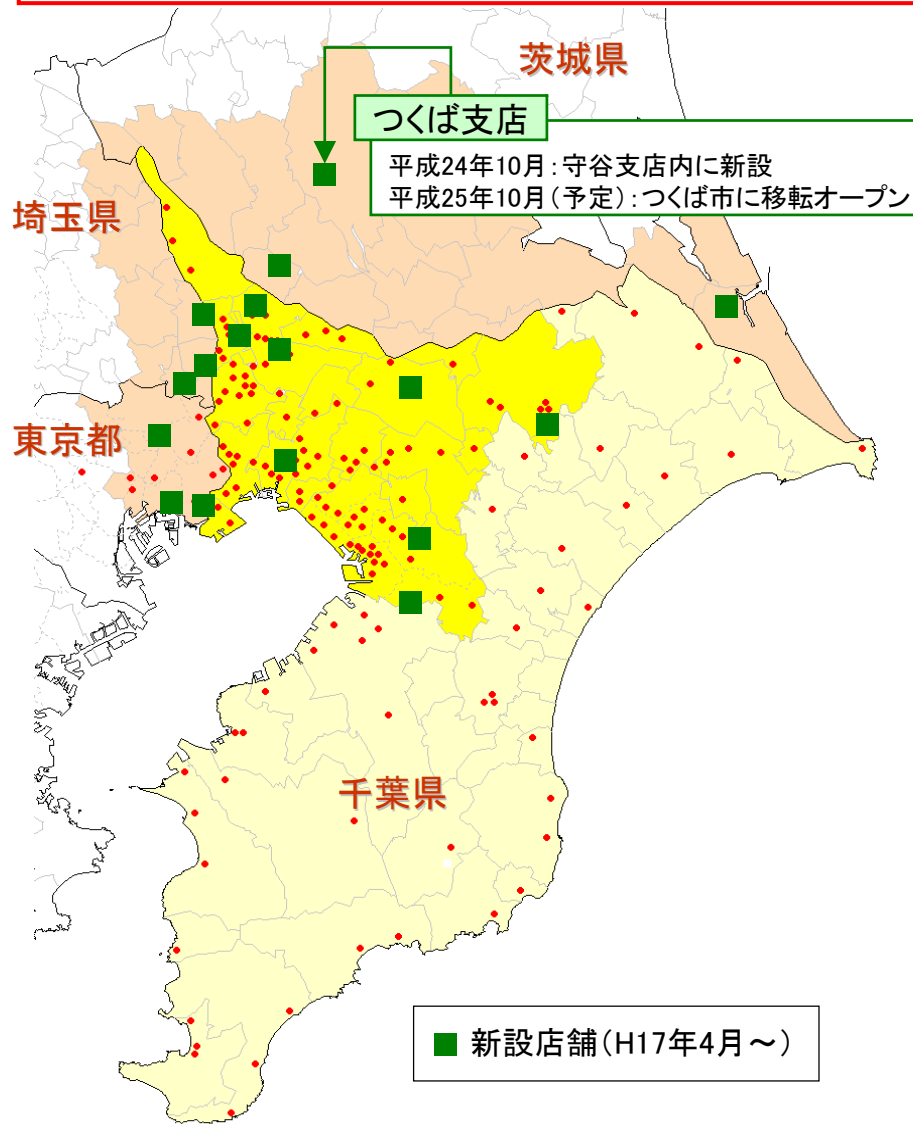 茨城県
つくば支店
平成24年10月：守谷支店内に新設
平成25年10月（予定）：つくば市に移転オープン
埼玉県
東京都
千葉県
新設店舗（H17年4月～）